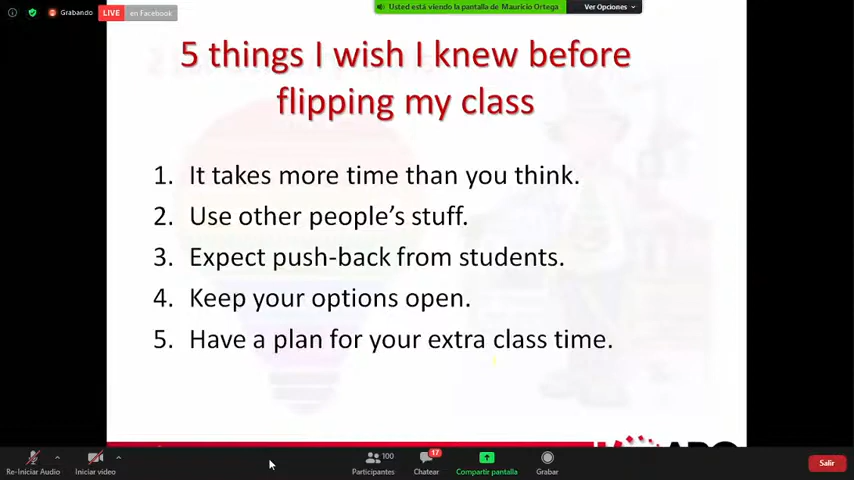 Grabando
LIVE en Facebook
Usted está viendo la pantalla de Mauricio Ortega
Ver Opciones
5 things I wish I knew before
flipping my class
1. It takes more time than you think.
2. Use other people's stuff.
3. Expect push-back from students.
4. Keep your options open.
5. Have a plan for your extra class time.
Re-Iniciar Audio
Iniciar video
100
Participantes
17
Chatear
Compartir pantalla
Grabar
Salir